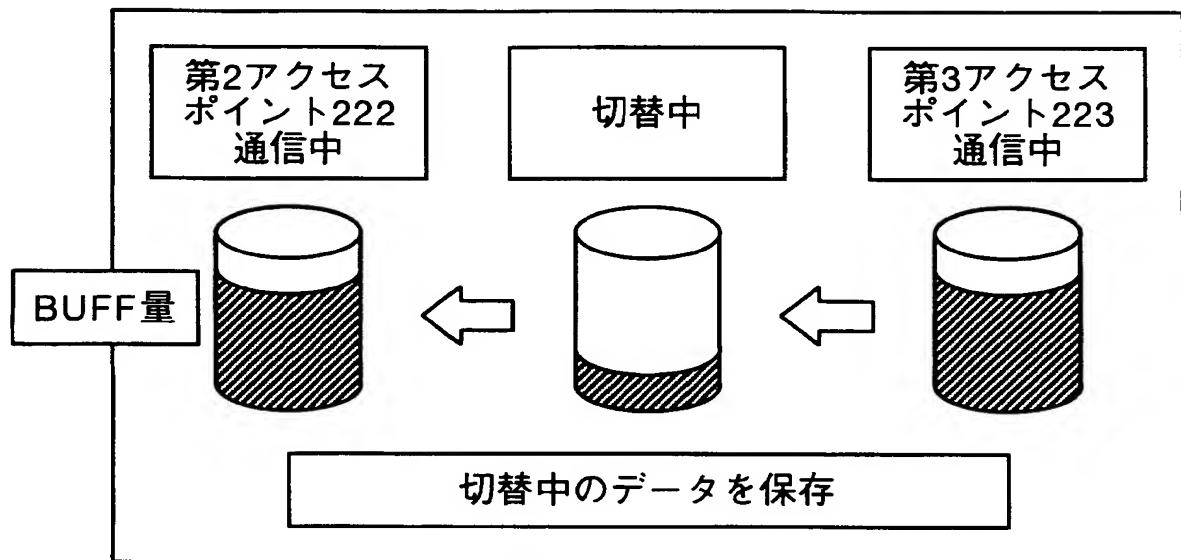 第2アクセス
ポイント222
通信中
切替中
第3アクセス
ポイント223
通信中
BUFF量
切替中のデータを保存